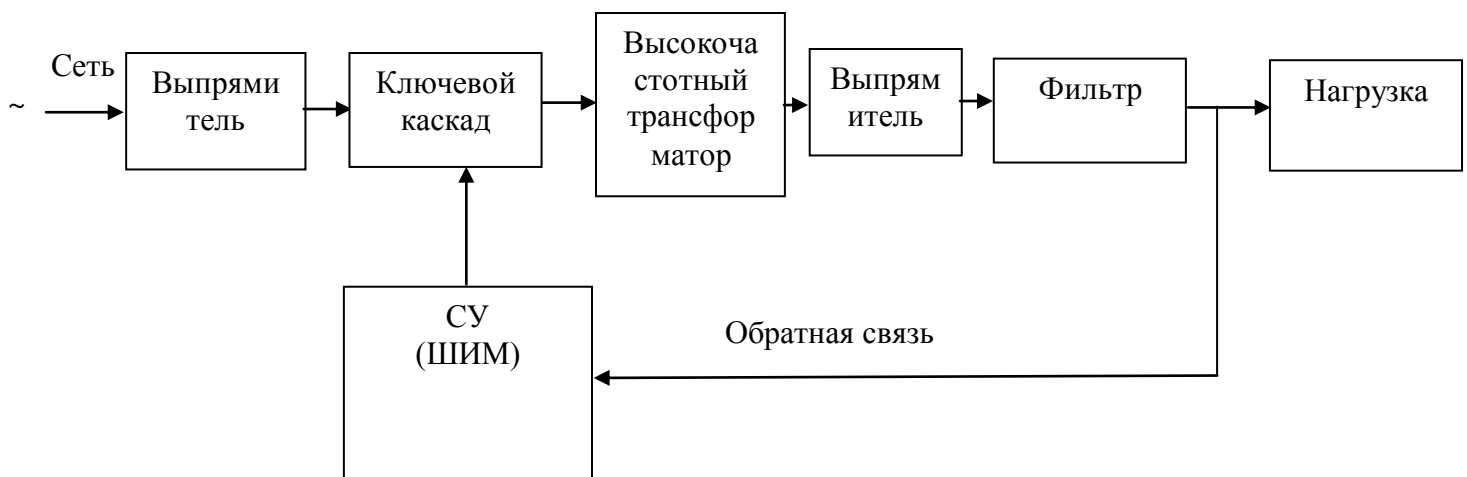 Сеть
~
Выпрями
тель
Ключевой
каскад
Высокоча
стотный
трансфор
матор
Выпрям
итель
Фильтр
Нагрузка
СУ
(ШИМ)
Обратная связь